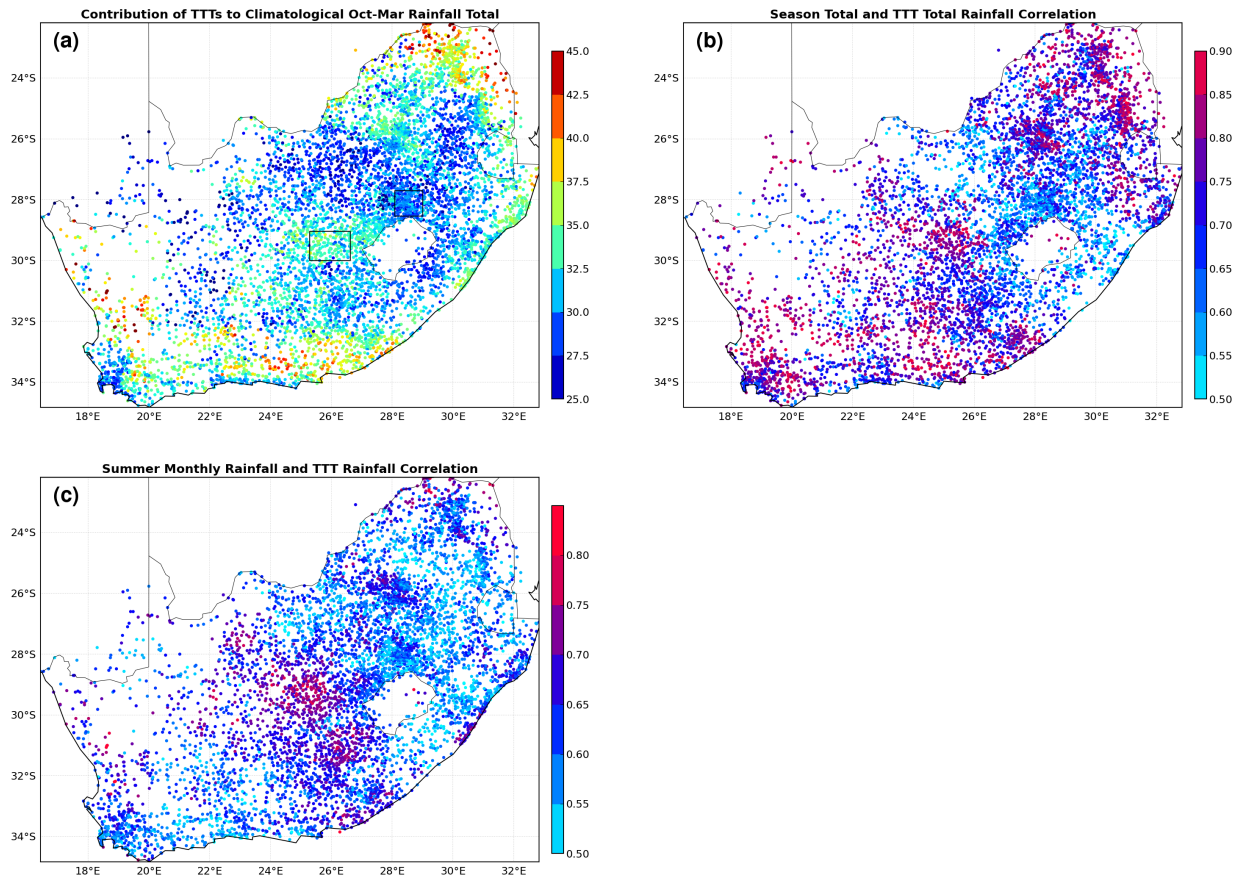 Contribution of TTTs to Climatological Oct-Mar Rainfall Total
(a)
24°S
26°S
28°S
30°S
32°S
34°S
18°E 20°E 22°E 24°E 26°E 28°E 30°E 32°E
45.0
42.5
40.0
37.5
35.0
32.5
30.0
27.5
25.0
Season Total and TTT Total Rainfall Correlation
(b)
24°S
26°S
28°S
30°S
32°S
34°S
18°E 20°E 22°E 24°E 26°E 28°E 30°E 32°E
0.90
0.85
0.80
0.75
0.70
0.65
0.60
0.55
0.50
Summer Monthly Rainfall and TTT Rainfall Correlation
(c)
24°S
26°S
28°S
30°S
32°S
34°S
18°E 20°E 22°E 24°E 26°E 28°E 30°E 32°E
0.80
0.75
0.70
0.65
0.60
0.55
0.50